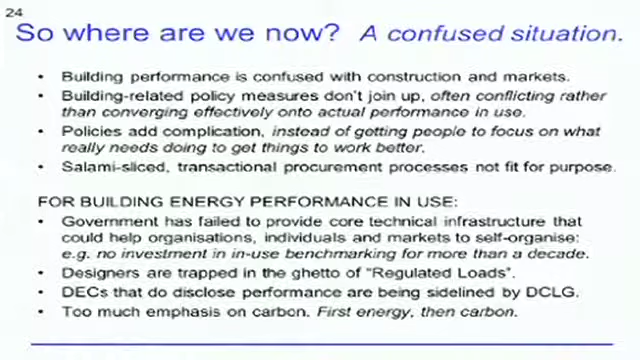 24
So where are we now? A confused situation.
• Building performance is confused with construction and markets.
• Building-related policy measures don't join up, often conflicting rather
than converging effectively onto actual performance in use.
• Policies add complication, instead of getting people to focus on what
really needs doing to get things to work better.
• Salami-sliced, transactional procurement processes not fit for purpose.
FOR BUILDING ENERGY PERFORMANCE IN USE:
• Government has failed to provide core technical infrastructure that
could help organisations, individuals and markets to self-organise:
e.g. no investment in in-use benchmarking for more than a decade.
• Designers are trapped in the ghetto of “Regulated Loads”.
• DECs that do disclose performance are being sidelined by DCLG.
• Too much emphasis on carbon. First energy, then carbon.